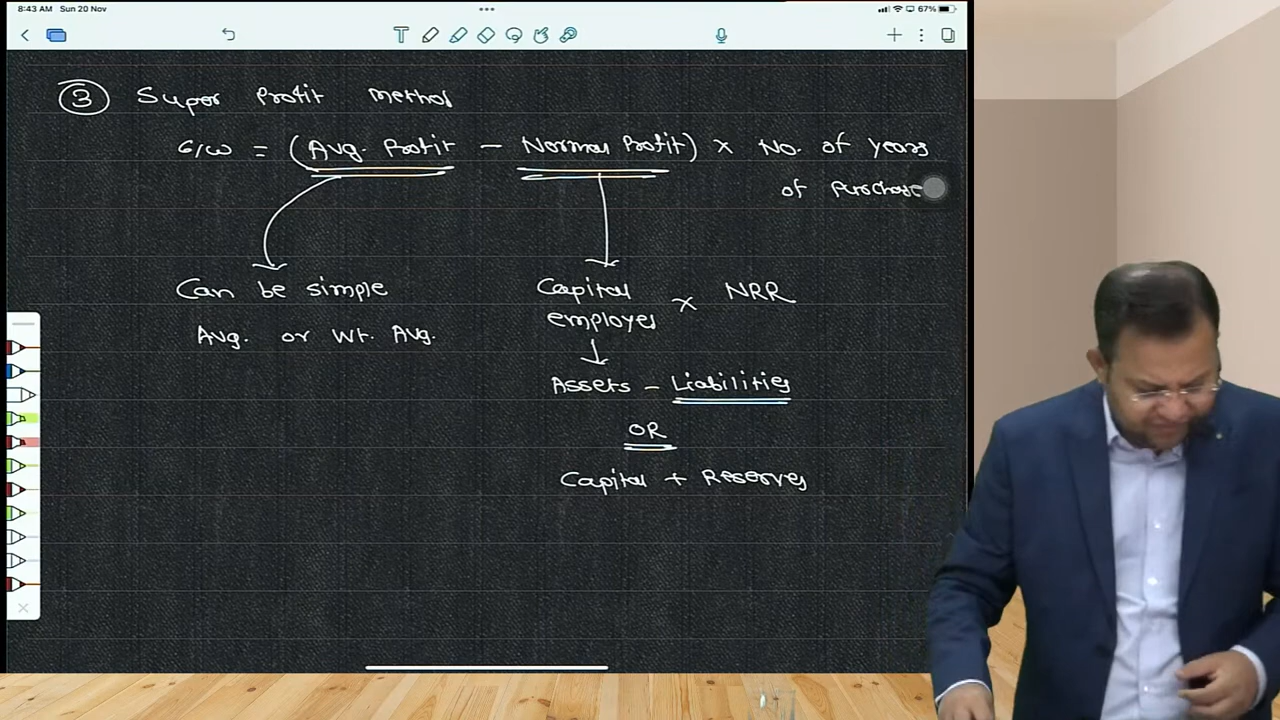 8:43 AM Sun 20 Nov
67%
3 Super Profit Method
G/W = (Avg. Profit - Normal Profit) x No. of years
of Purchase
Can be simple
Avg. or Wt. Avg.
Capital employed x NRR
Assets - Liabilities
OR
Capital + Reserves